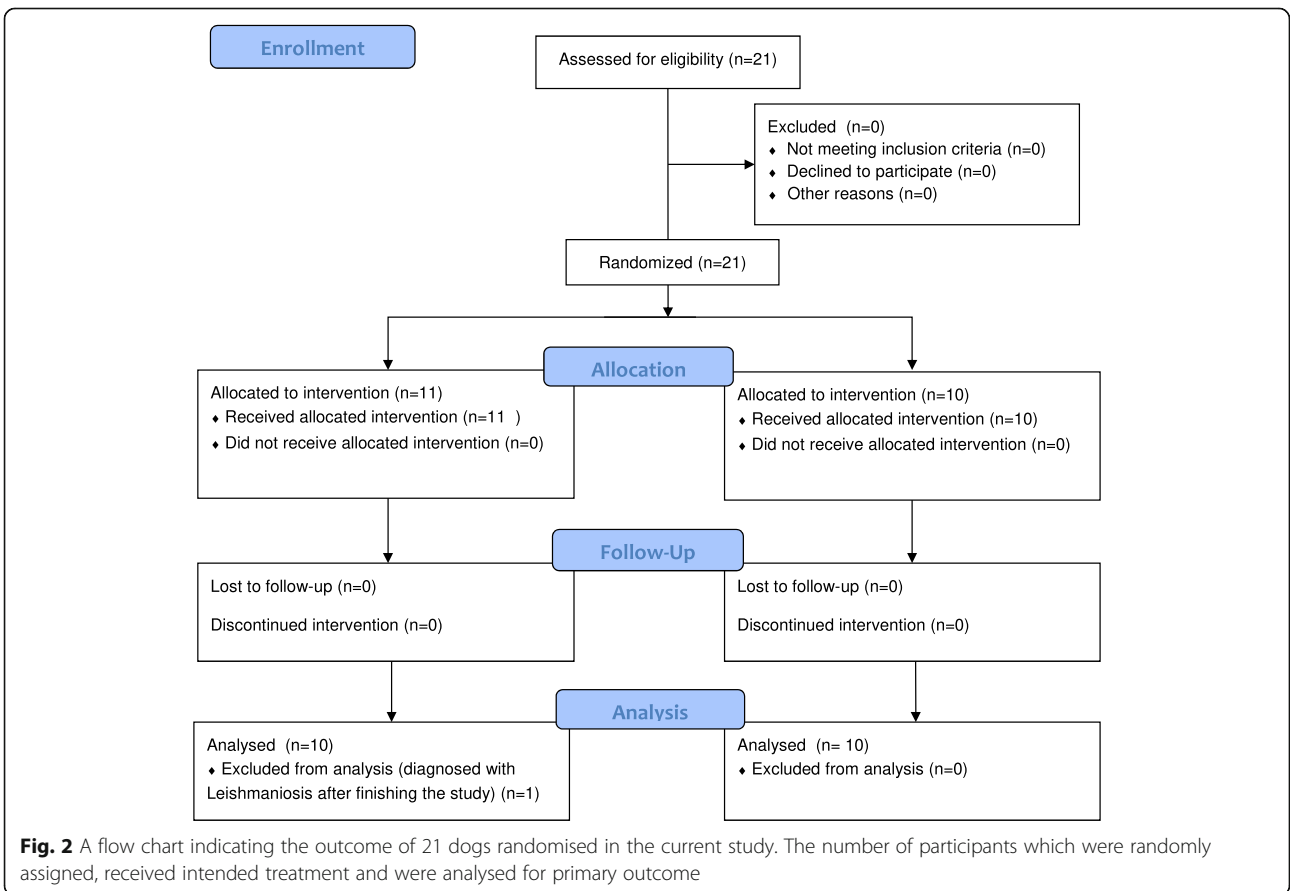 Enrollment
Assessed for eligibility (n=21)
Excluded (n=0)
♦ Not meeting inclusion criteria (n=0)
♦ Declined to participate (n=0)
♦ Other reasons (n=0)
Randomized (n=21)
Allocation
Allocated to intervention (n=11)
♦ Received allocated intervention (n=11 )
♦ Did not receive allocated intervention (n=0)
Allocated to intervention (n=10)
♦ Received allocated intervention (n=10)
♦ Did not receive allocated intervention (n=0)
Follow-Up
Lost to follow-up (n=0)
Discontinued intervention (n=0)
Lost to follow-up (n=0)
Discontinued intervention (n=0)
Analysis
Analysed (n=10)
♦ Excluded from analysis (diagnosed with
Leishmaniosis after finishing the study) (n=1)
Analysed (n= 10)
♦ Excluded from analysis (n=0)
Fig. 2 A flow chart indicating the outcome of 21 dogs randomised in the current study. The number of participants which were randomly
assigned, received intended treatment and were analysed for primary outcome